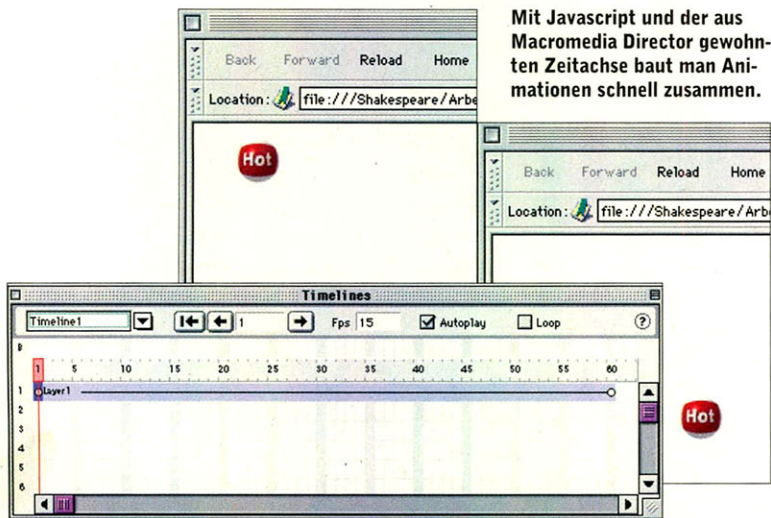 Mit Javascript und der aus
Macromedia Director gewohn-
ten Zeitachse baut man Ani-
mationen schnell zusammen.
Back Forward Reload Home
Location: file:///Shakespeare/Arbe
Hot
Back Forward Reload Home
Location: file:///Shakespeare/Arb
Hot
Timelines
Timeline1 1 Fps 15 Autoplay Loop ?
B
1 5 10 15 20 25 30 35 40 45 50 55 60
1 Layer1
2
3
4
5
6